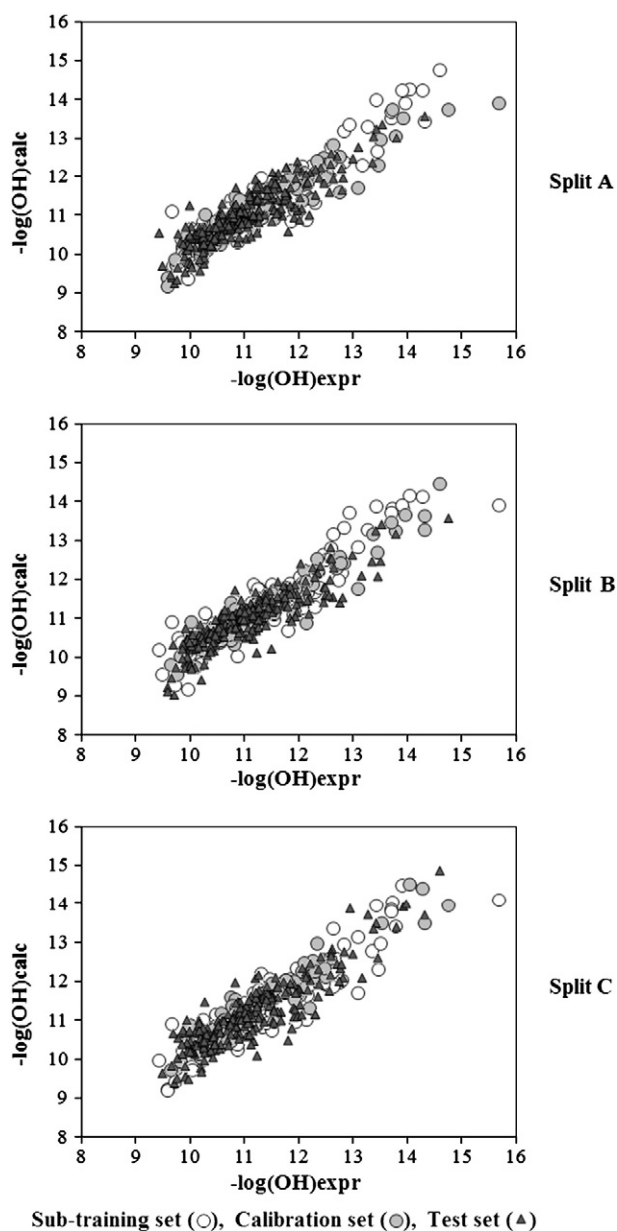 16
15
14
13
12
11
10
9
8
-log(OH)calc
8 9 10 11 12 13 14 15 16
-log(OH)expr
Split A
16
15
14
13
12
11
10
9
8
-log(OH)calc
8 9 10 11 12 13 14 15 16
-log(OH)expr
Split B
16
15
14
13
12
11
10
9
8
-log(OH)calc
8 9 10 11 12 13 14 15 16
-log(OH)expr
Split C
Sub-training set (○), Calibration set (●), Test set (▲)